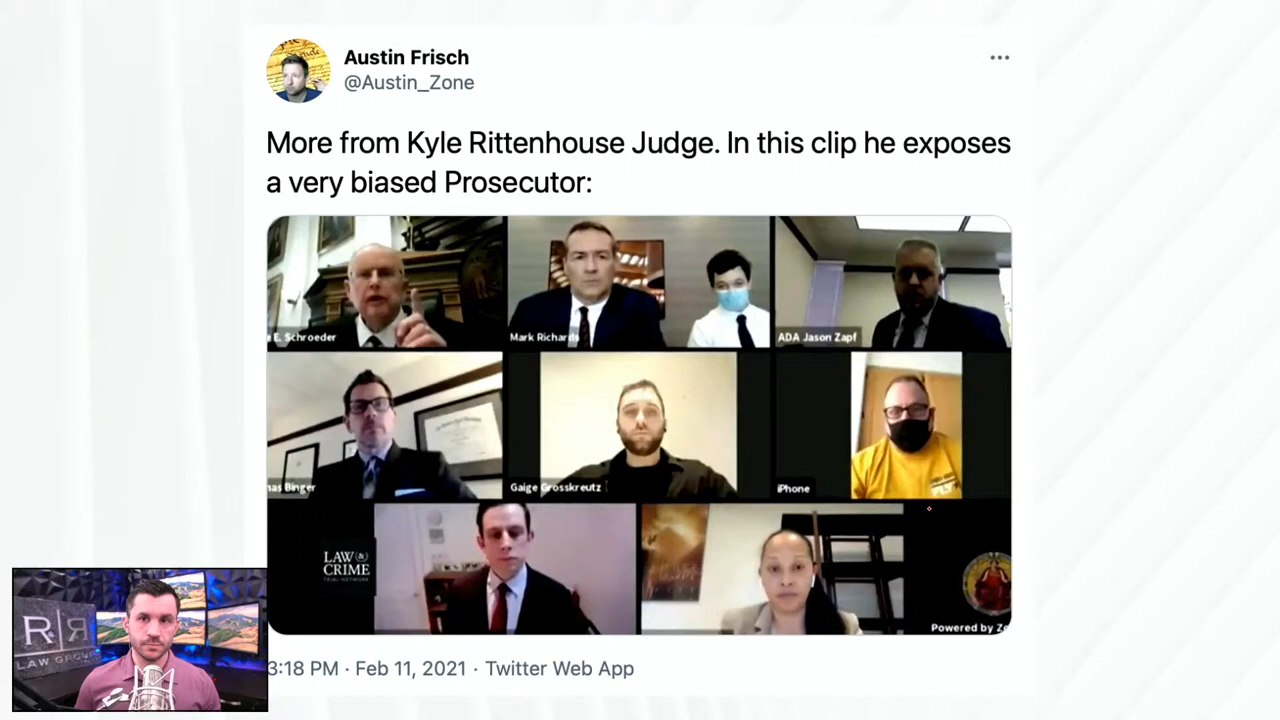 Austin Frisch
@Austin_Zone
More from Kyle Rittenhouse Judge. In this clip he exposes
a very biased Prosecutor:
E. Schroeder
Mark Richards
ADA Jason Zapf
Binger
Gaige Grosskreutz
iPhone
LAW &
CRIME
TRIAL NETWORK
Powered by
3:18 PM · Feb 11, 2021 · Twitter Web App
R R
LAW GROUP